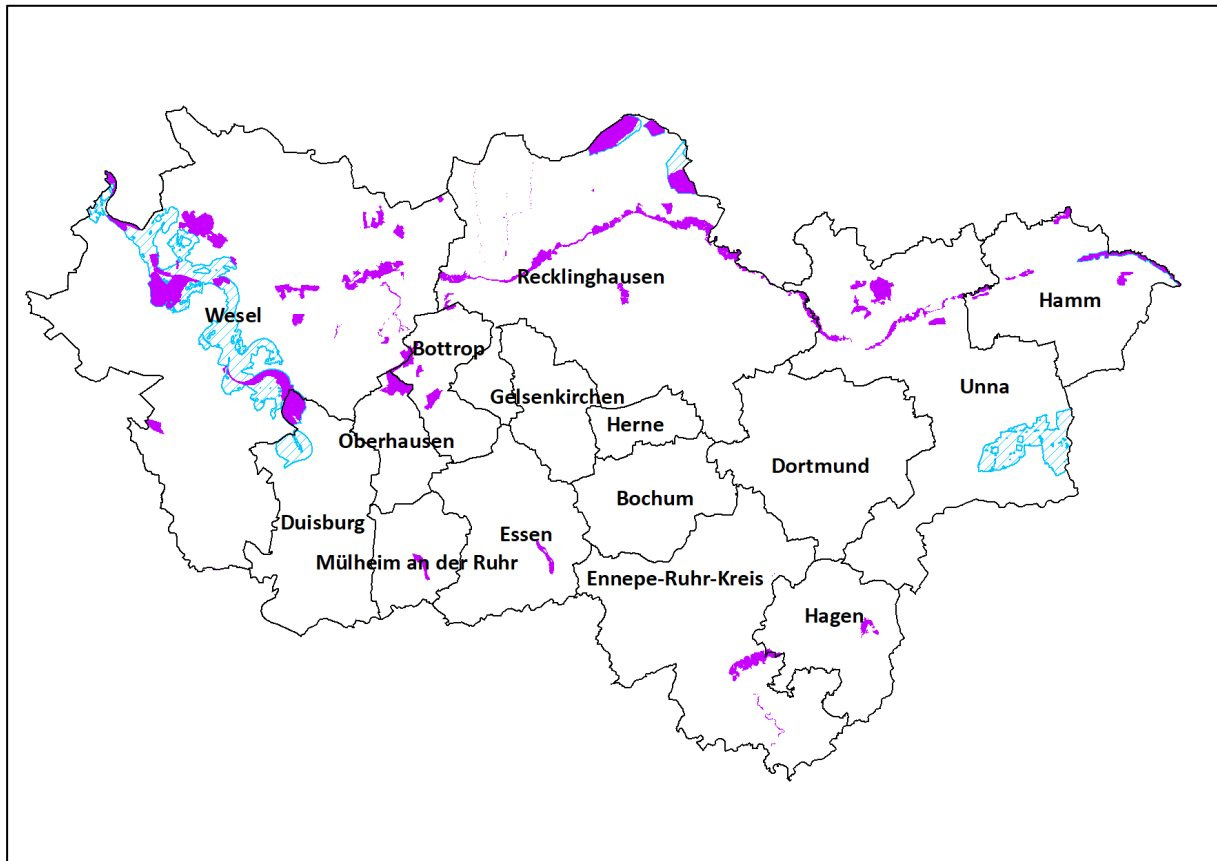 Recklinghausen
Hamm
Wesel
Bottrop
Unna
Gelsenkirchen
Herne
Oberhausen
Dortmund
Bochum
Duisburg
Essen
Mülheim an der Ruhr
Ennepe-Ruhr-Kreis
Hagen